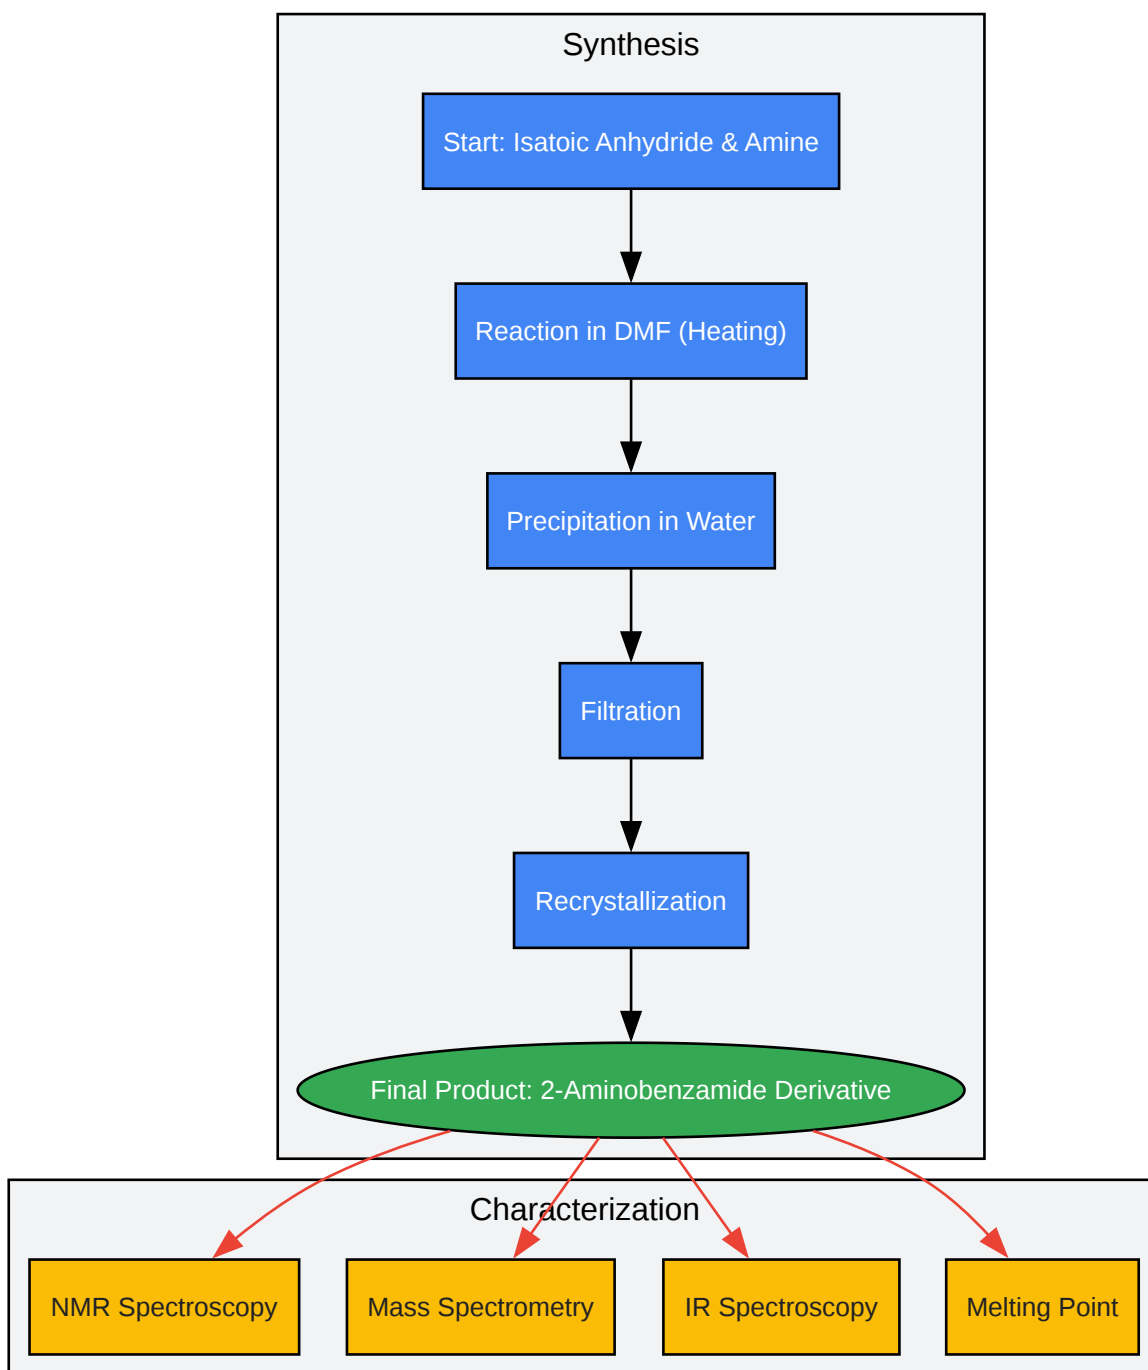 Synthesis
Start: Isatoic Anhydride & Amine
Reaction in DMF (Heating)
Precipitation in Water
Filtration
Recrystallization
Final Product: 2-Aminobenzamide Derivative
Characterization
NMR Spectroscopy
Mass Spectrometry
IR Spectroscopy
Melting Point